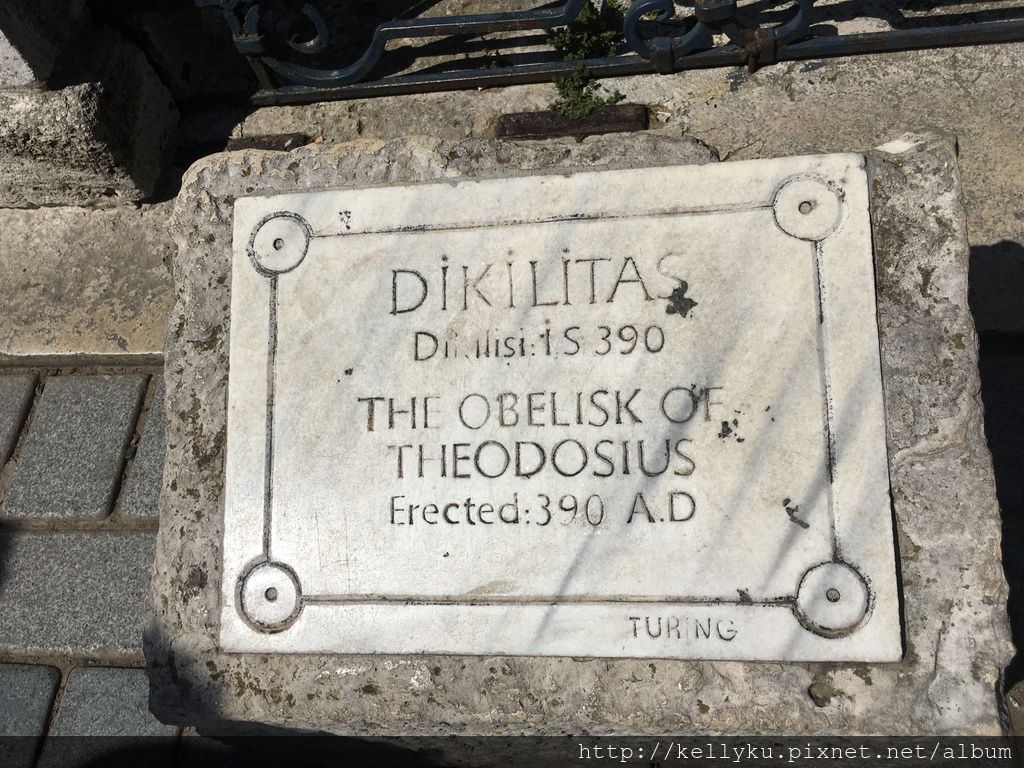 DİKİLİTAS
Dikilisi: İ.S 390
THE OBELISK OF
THEODOSIUS
Erected: 390 A.D
TURING
http://kellyku.pixnet.net/album